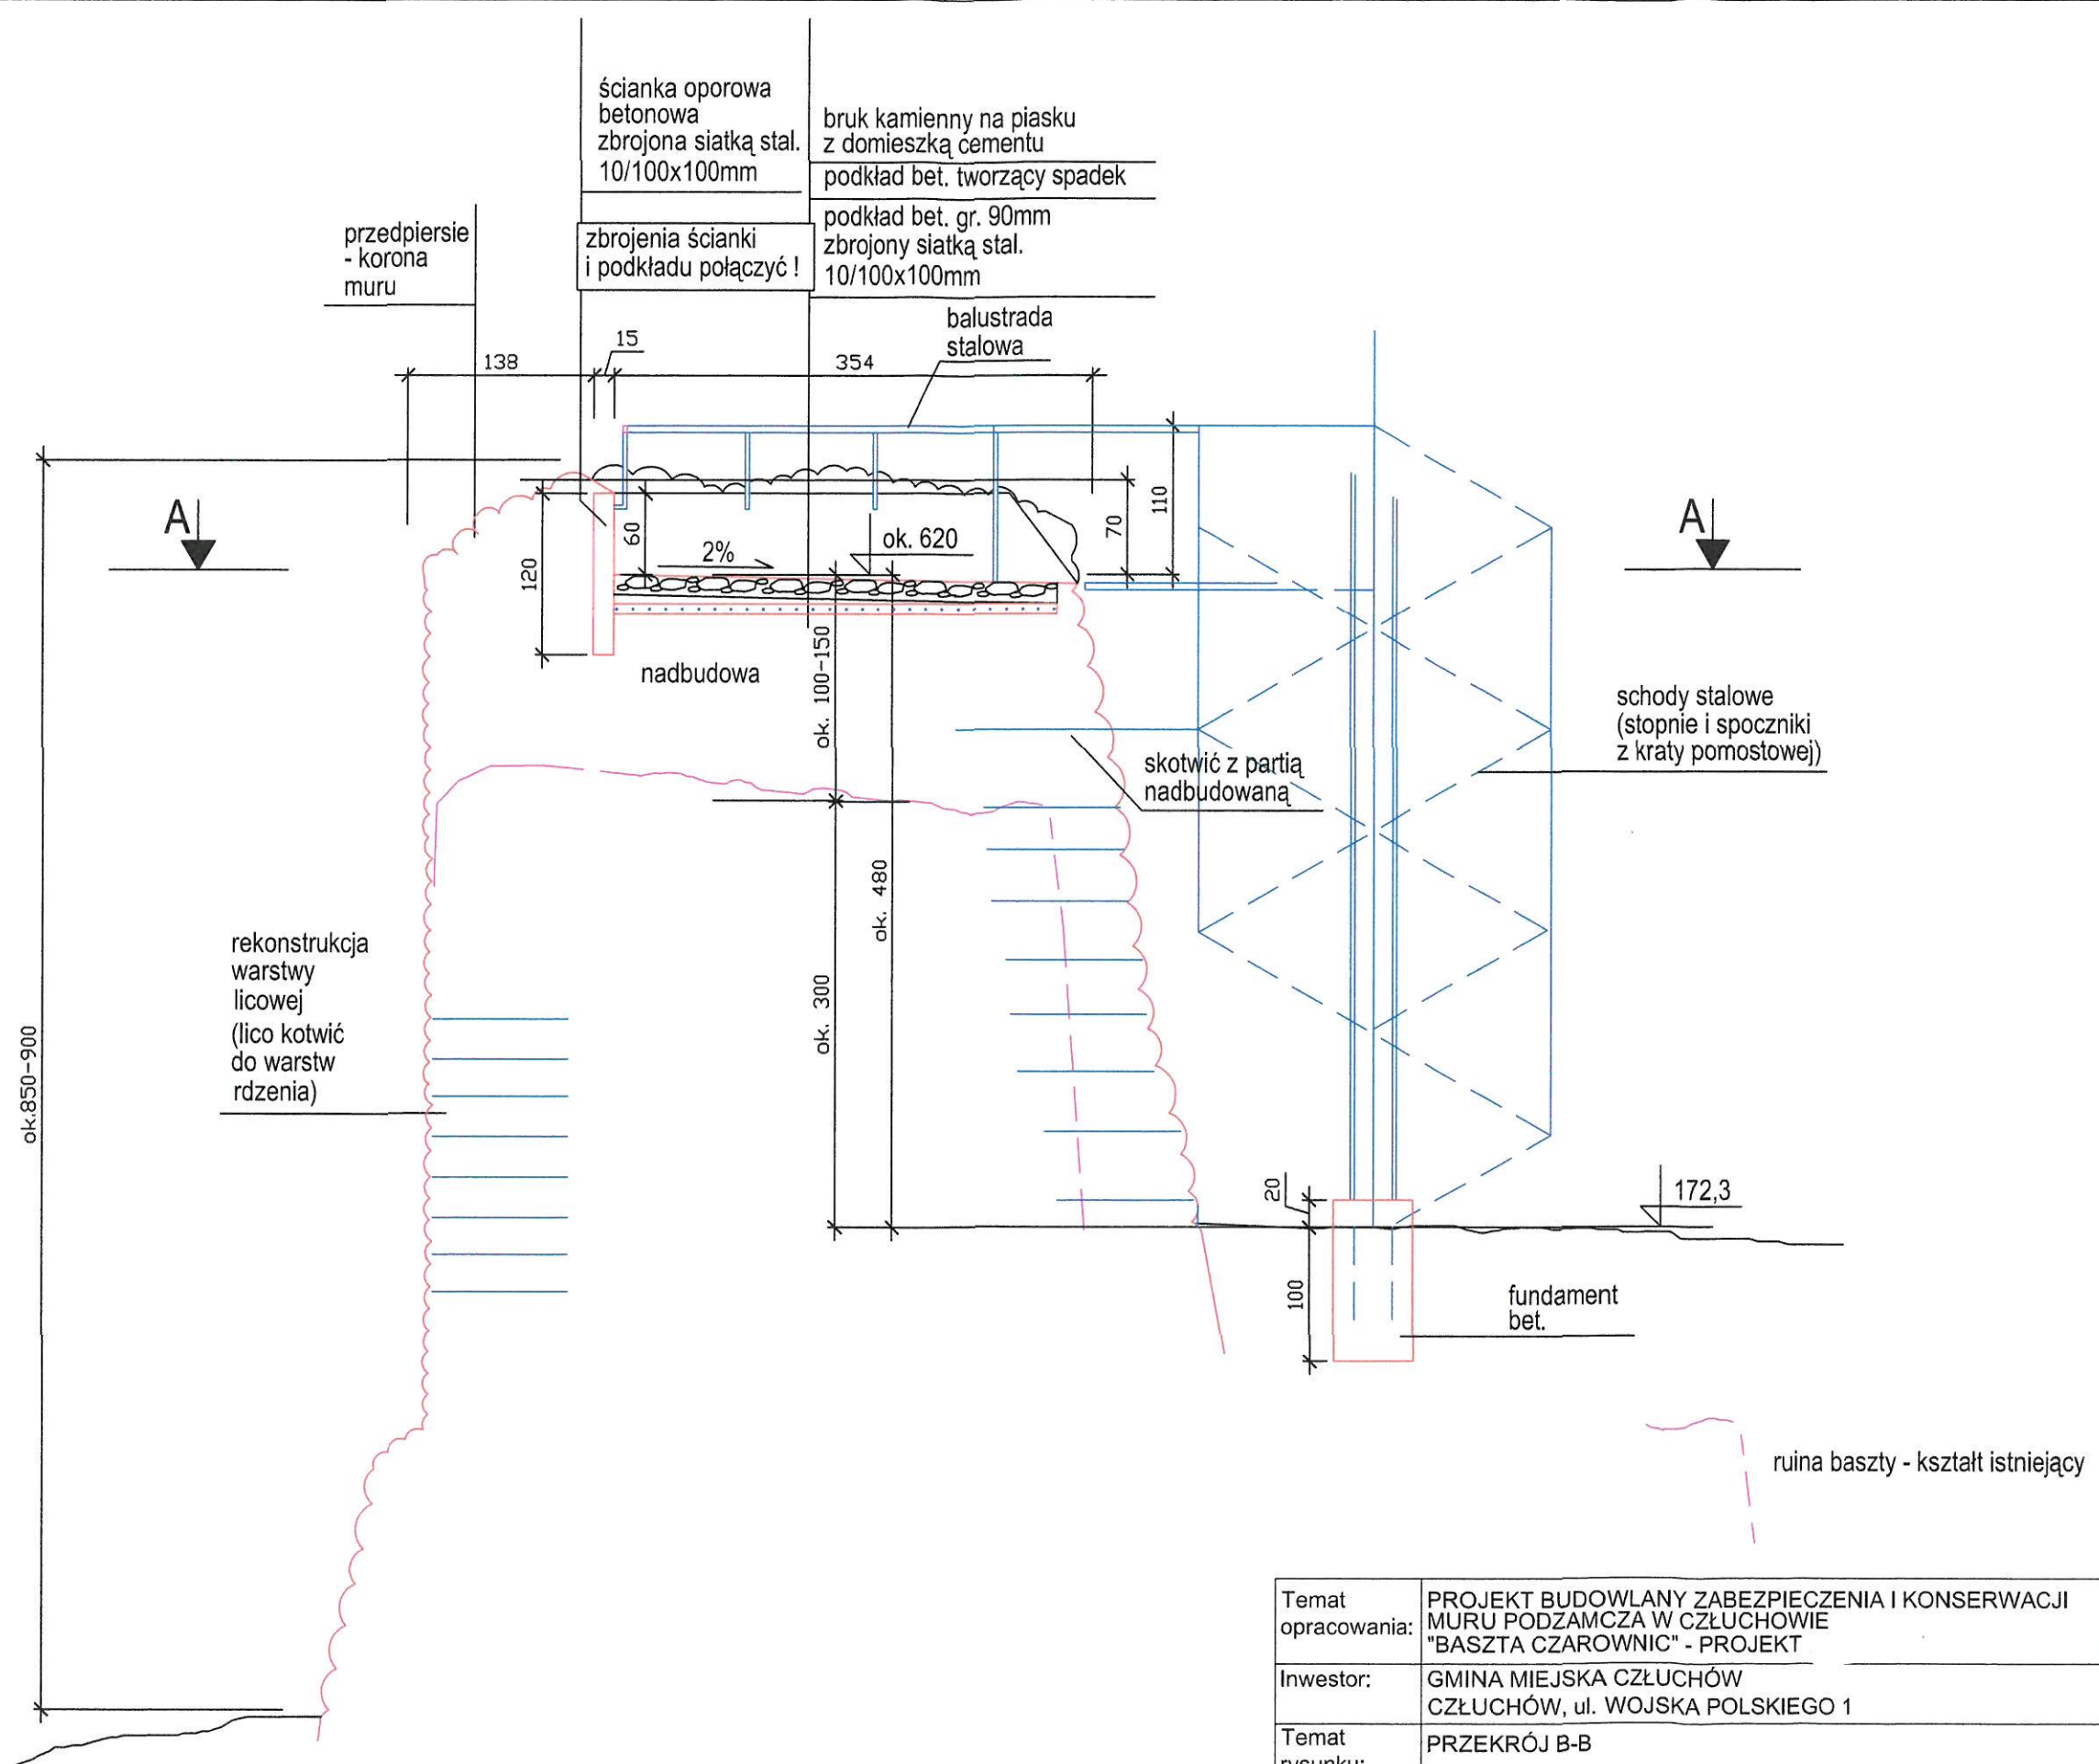 ścianka oporowa
betonowa
zbrojona siatką stal.
10/100x100mm
bruk kamienny na piasku
z domieszką cementu
podkład bet. tworzący spadek
podkład bet. gr. 90mm
zbrojony siatką stal.
10/100x100mm
zbrojenia ścianki
i podkładu połączyć !
przedpiersie
- korona
muru
balustrada
stalowa
138
15
354
A
A
120
60
2%
ok. 620
70
110
nadbudowa
ok. 100-150
schody stalowe
(stopnie i spoczniki
z kraty pomostowej)
skotwić z partią
nadbudowaną
ok. 480
ok. 300
rekonstrukcja
warstwy
licowej
(lico kotwić
do warstw
rdzenia)
ok.850-900
20
172,3
100
fundament
bet.
ruina baszty - kształt istniejący
Temat
opracowania:
PROJEKT BUDOWLANY ZABEZPIECZENIA I KONSERWACJI
MURU PODZAMCZA W CZŁUCHOWIE
"BASZTA CZAROWNIC" - PROJEKT
Inwestor:
GMINA MIEJSKA CZŁUCHÓW
CZŁUCHÓW, ul. WOJSKA POLSKIEGO 1
Temat
rysunku:
PRZEKRÓJ B-B